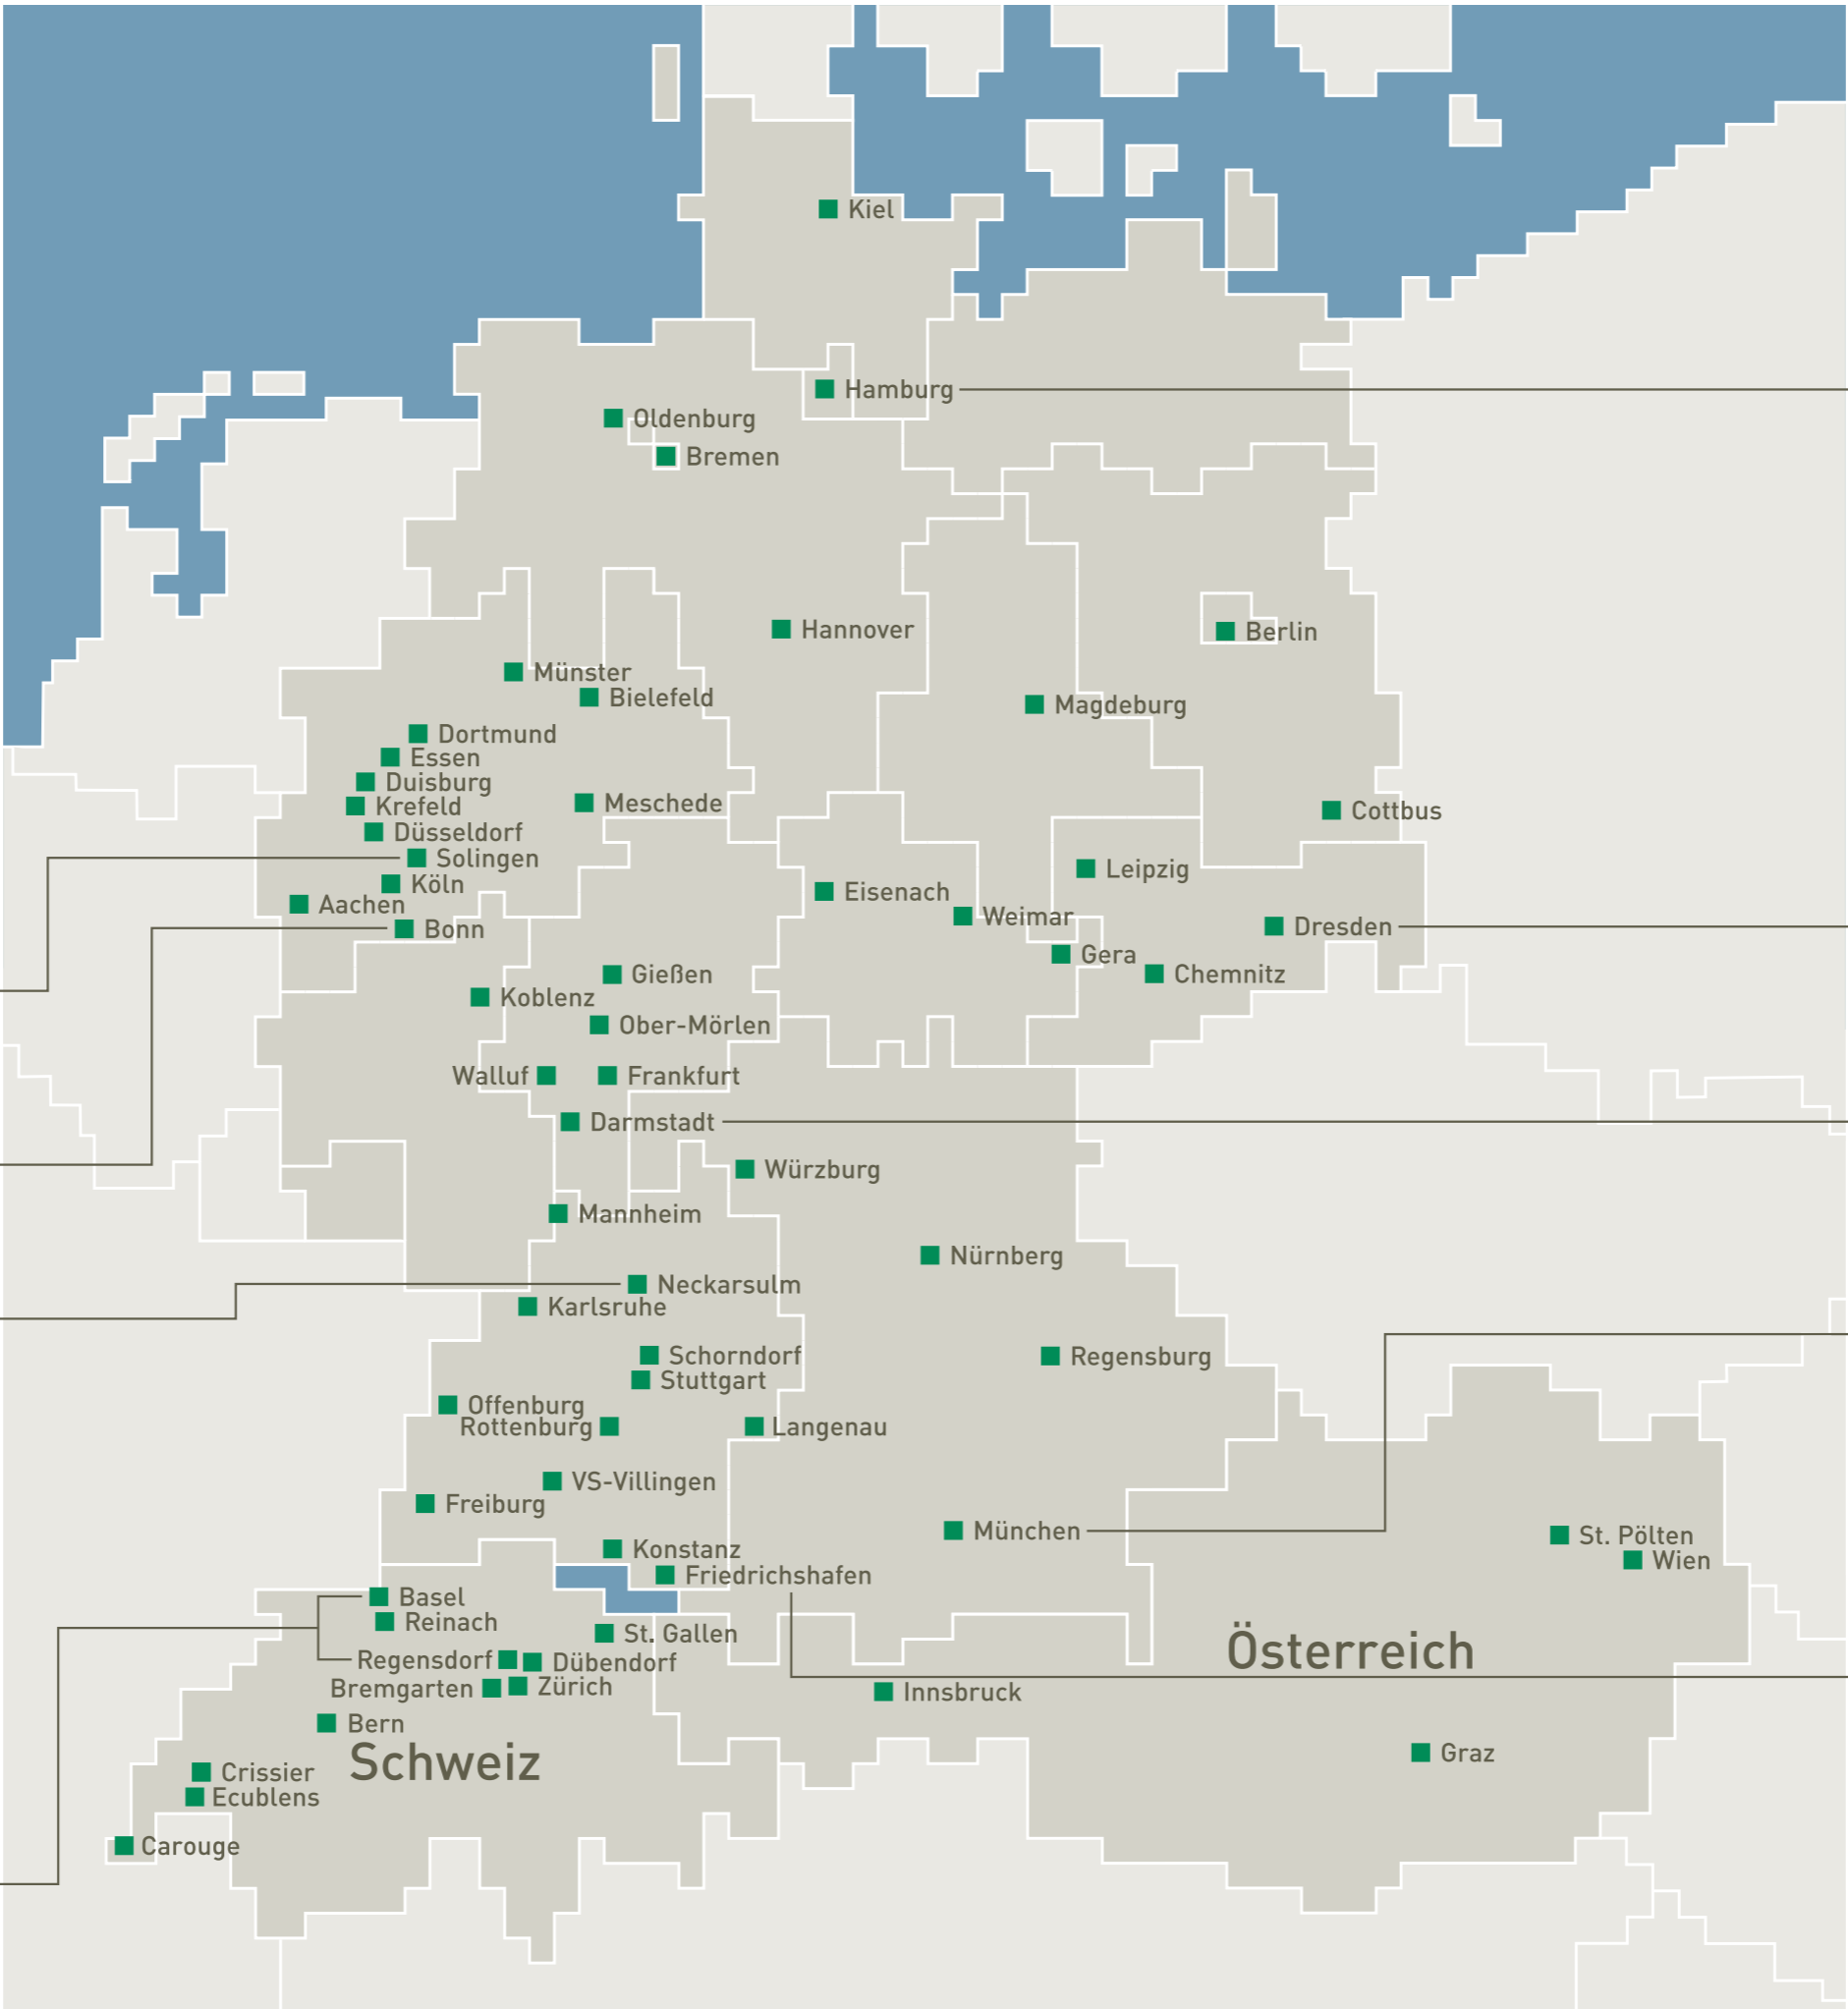 Kiel
Hamburg
Oldenburg
Bremen
Hannover
Berlin
Münster
Bielefeld
Magdeburg
Dortmund
Essen
Duisburg
Krefeld
Meschede
Cottbus
Düsseldorf
Solingen
Leipzig
Köln
Eisenach
Aachen
Weimar
Bonn
Dresden
Gera
Gießen
Chemnitz
Koblenz
Ober-Mörlen
Walluf
Frankfurt
Darmstadt
Würzburg
Mannheim
Nürnberg
Neckarsulm
Karlsruhe
Schorndorf
Regensburg
Stuttgart
Offenburg
Rottenburg
Langenau
VS-Villingen
Freiburg
München
St. Pölten
Konstanz
Wien
Friedrichshafen
Basel
Reinach
St. Gallen
Österreich
Regensdorf
Dübendorf
Bremgarten
Zürich
Innsbruck
Bern
Schweiz
Graz
Crissier
Ecublens
Carouge